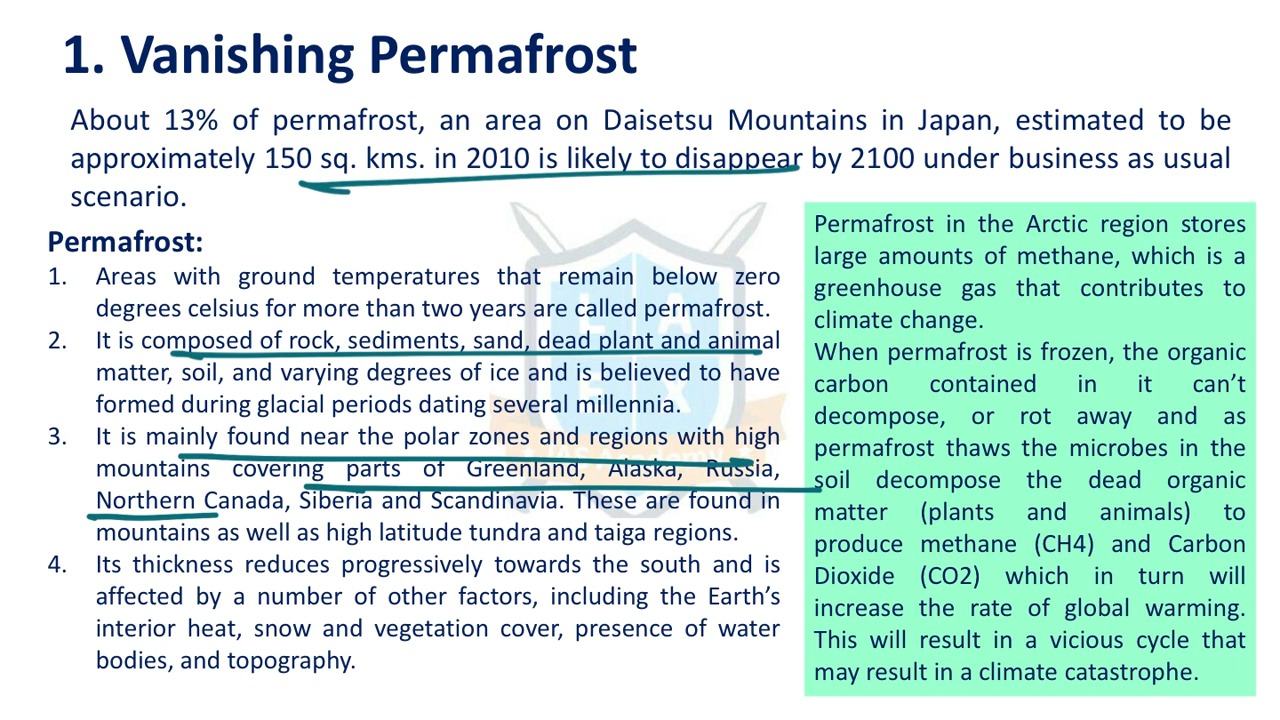 1. Vanishing Permafrost
About 13% of permafrost, an area on Daisetsu Mountains in Japan, estimated to be
approximately 150 sq. kms. in 2010 is likely to disappear by 2100 under business as usual
scenario.
Permafrost:
1. Areas with ground temperatures that remain below zero
degrees celsius for more than two years are called permafrost.
2. It is composed of rock, sediments, sand, dead plant and animal
matter, soil, and varying degrees of ice and is believed to have
formed during glacial periods dating several millennia.
3. It is mainly found near the polar zones and regions with high
mountains covering parts of Greenland, Alaska, Russia,
Northern Canada, Siberia and Scandinavia. These are found in
mountains as well as high latitude tundra and taiga regions.
4. Its thickness reduces progressively towards the south and is
affected by a number of other factors, including the Earth’s
interior heat, snow and vegetation cover, presence of water
bodies, and topography.
Permafrost in the Arctic region stores
large amounts of methane, which is a
greenhouse gas that contributes to
climate change.
When permafrost is frozen, the organic
carbon contained in it can’t
decompose, or rot away and as
permafrost thaws the microbes in the
soil decompose the dead organic
matter (plants and animals) to
produce methane (CH4) and Carbon
Dioxide (CO2) which in turn will
increase the rate of global warming.
This will result in a vicious cycle that
may result in a climate catastrophe.